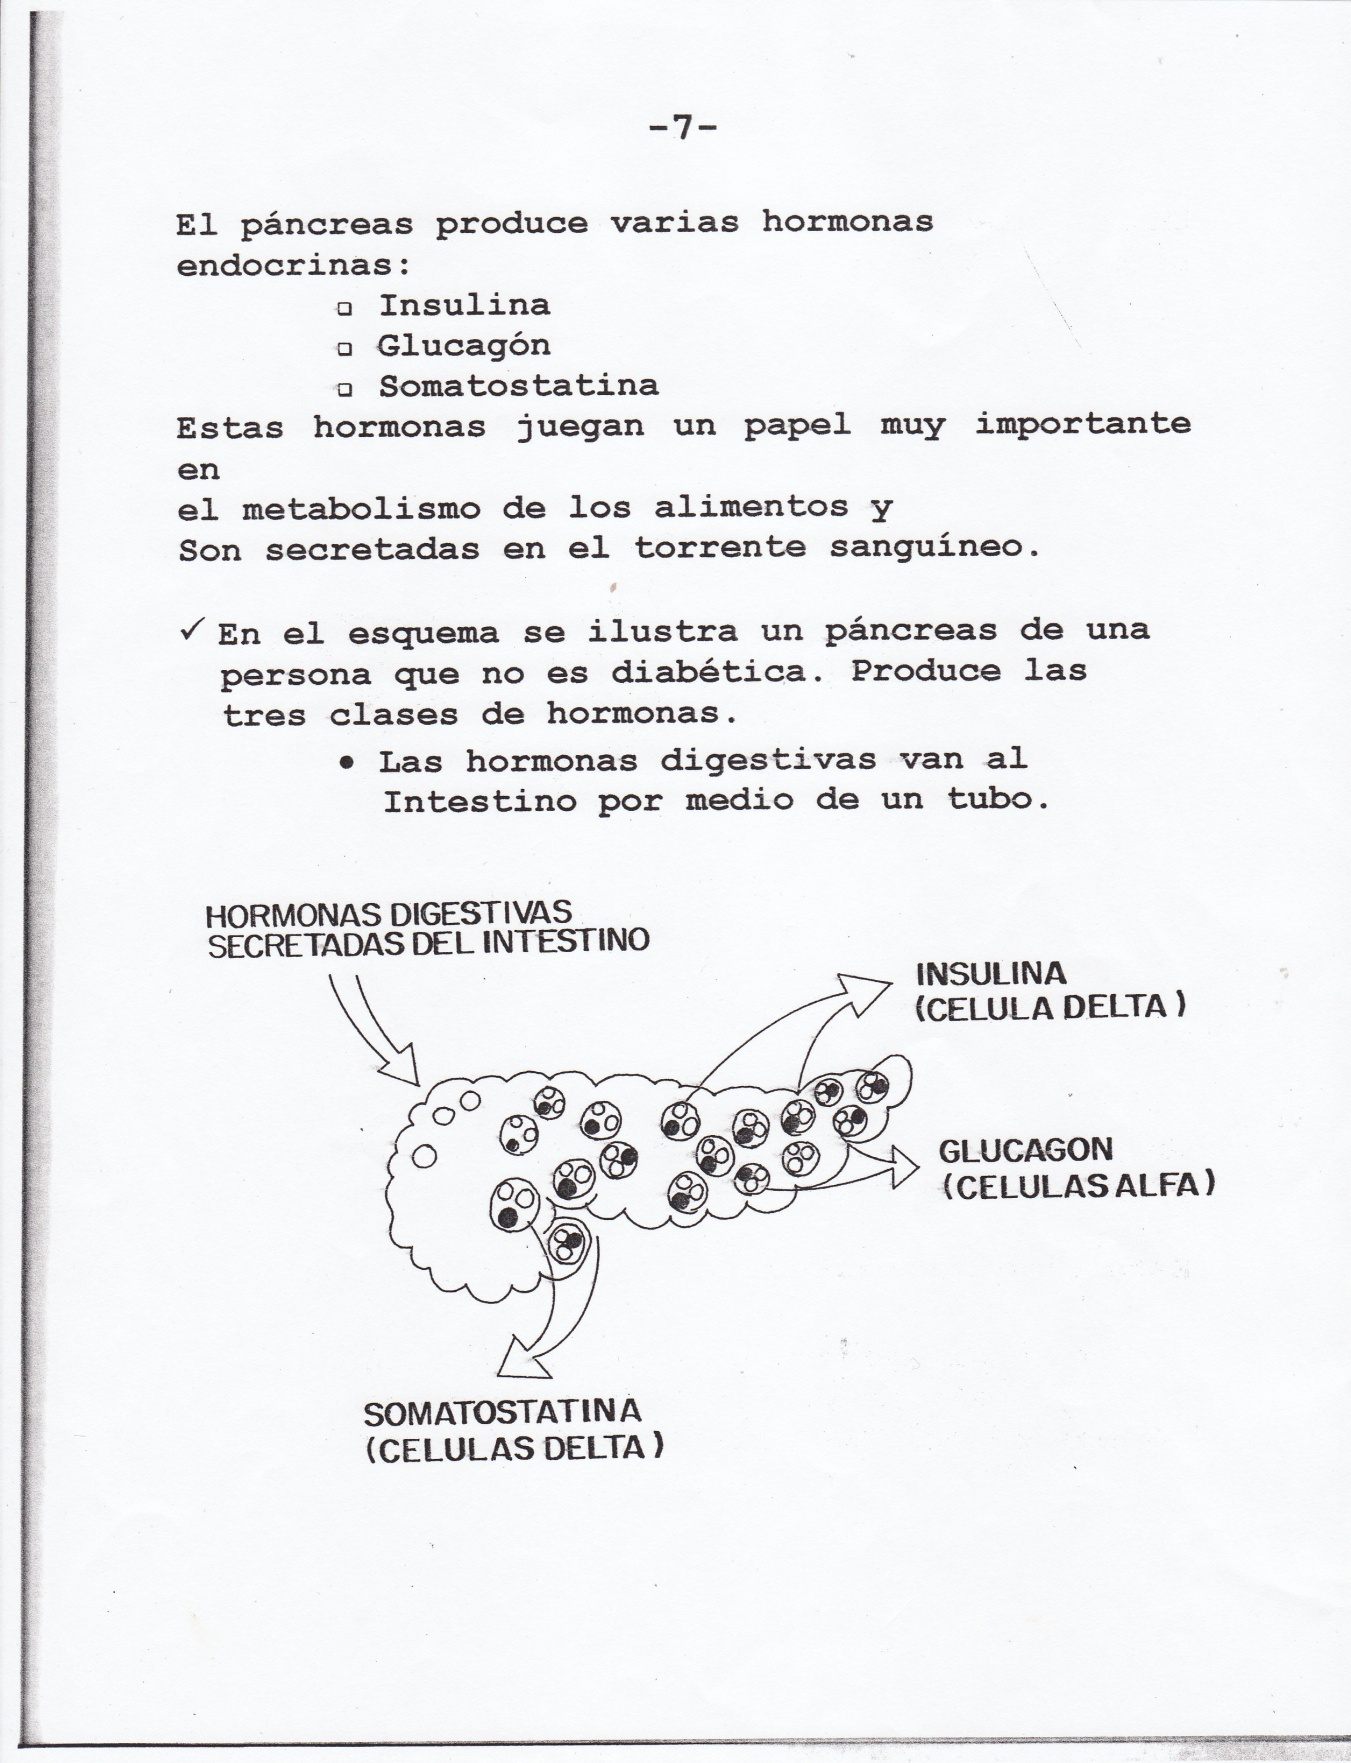 -7-
El páncreas produce varias hormonas
endocrinas:
▫ Insulina
▫ Glucagón
▫ Somatostatina
Estas hormonas juegan un papel muy importante
en
el metabolismo de los alimentos y
Son secretadas en el torrente sanguíneo.
✓ En el esquema se ilustra un páncreas de una
persona que no es diabética. Produce las
tres clases de hormonas.
• Las hormonas digestivas van al
Intestino por medio de un tubo.
HORMONAS DIGESTIVAS
SECRETADAS DEL INTESTINO
INSULINA
(CELULA DELTA)
GLUCAGON
(CELULAS ALFA)
SOMATOSTATINA
(CELULAS DELTA)